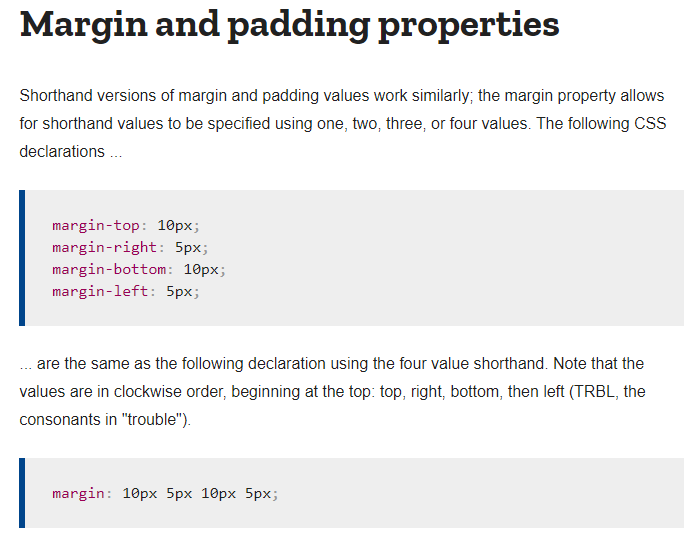 Margin and padding properties
Shorthand versions of margin and padding values work similarly; the margin property allows
for shorthand values to be specified using one, two, three, or four values. The following CSS
declarations ...
margin-top: 10px;
margin-right: 5px;
margin-bottom: 10px;
margin-left: 5px;
... are the same as the following declaration using the four value shorthand. Note that the
values are in clockwise order, beginning at the top: top, right, bottom, then left (TRBL, the
consonants in "trouble").
margin: 10px 5px 10px 5px;